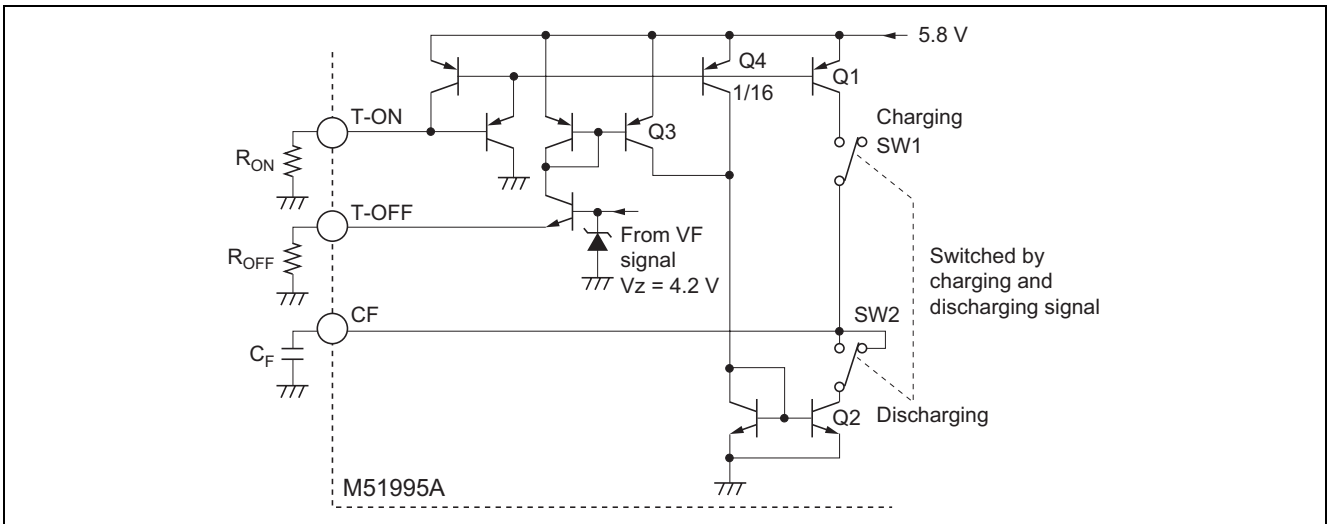 5.8 V
Q4
Q1
1/16
T-ON
Q3
Charging
SW1
RON
T-OFF
From VF
signal
Vz = 4.2 V
ROFF
Switched by
charging and
discharging signal
CF
SW2
CF
Q2
Discharging
M51995A